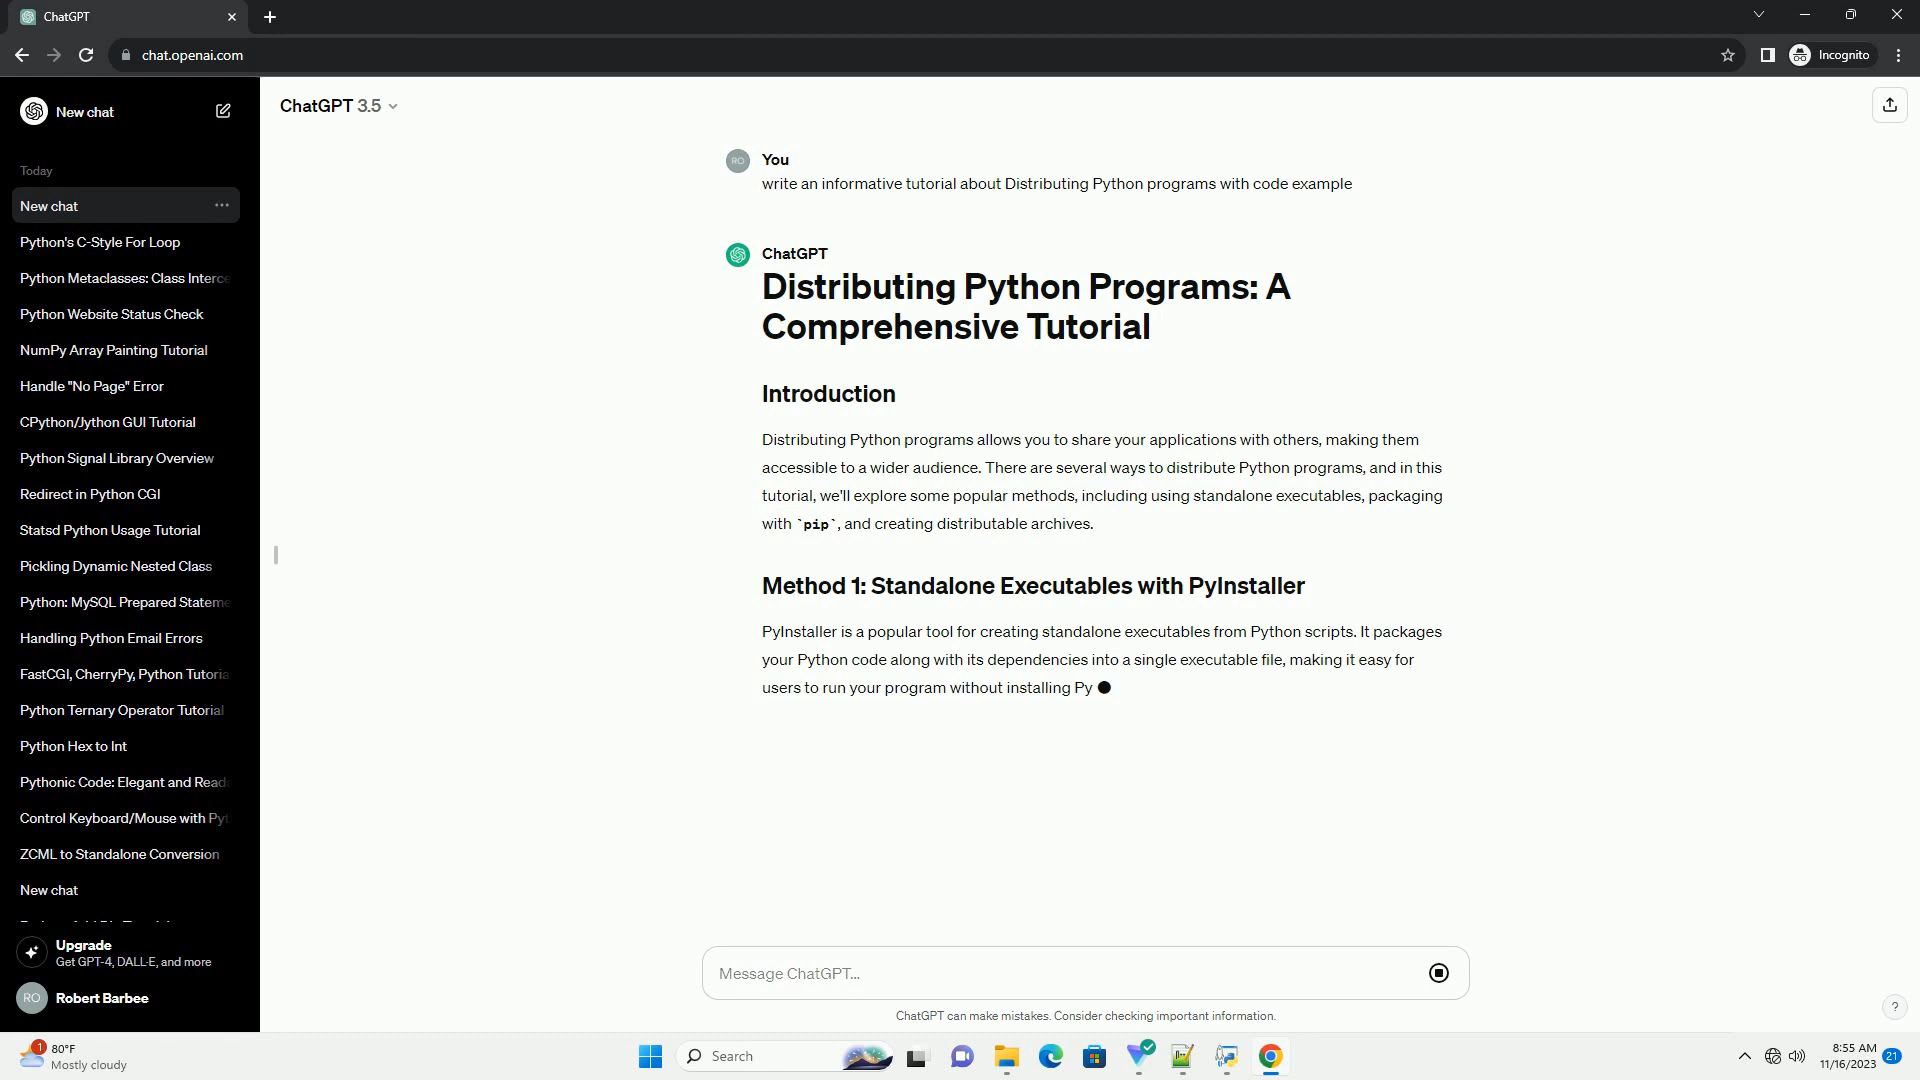 ChatGPT
chat.openai.com
Incognito
New chat
ChatGPT 3.5
Today
New chat
Python's C-Style For Loop
Python Metaclasses: Class Interce
Python Website Status Check
NumPy Array Painting Tutorial
Handle "No Page" Error
CPython/Jython GUI Tutorial
Python Signal Library Overview
Redirect in Python CGI
Statsd Python Usage Tutorial
Pickling Dynamic Nested Class
Python: MySQL Prepared Stateme
Handling Python Email Errors
FastCGI, CherryPy, Python Tutoria
Python Ternary Operator Tutorial
Python Hex to Int
Pythonic Code: Elegant and Read
Control Keyboard/Mouse with Pyt
ZCML to Standalone Conversion
New chat
Upgrade
Get GPT-4, DALL·E, and more
RO
Robert Barbee
RO
You
write an informative tutorial about Distributing Python programs with code example
ChatGPT
Distributing Python Programs: A
Comprehensive Tutorial
Introduction
Distributing Python programs allows you to share your applications with others, making them
accessible to a wider audience. There are several ways to distribute Python programs, and in this
tutorial, we'll explore some popular methods, including using standalone executables, packaging
with `pip`, and creating distributable archives.
Method 1: Standalone Executables with PyInstaller
PyInstaller is a popular tool for creating standalone executables from Python scripts. It packages
your Python code along with its dependencies into a single executable file, making it easy for
users to run your program without installing Py
Message ChatGPT...
ChatGPT can make mistakes. Consider checking important information.
?
1
80°F
Mostly cloudy
Search
8:55 AM
11/16/2023
21